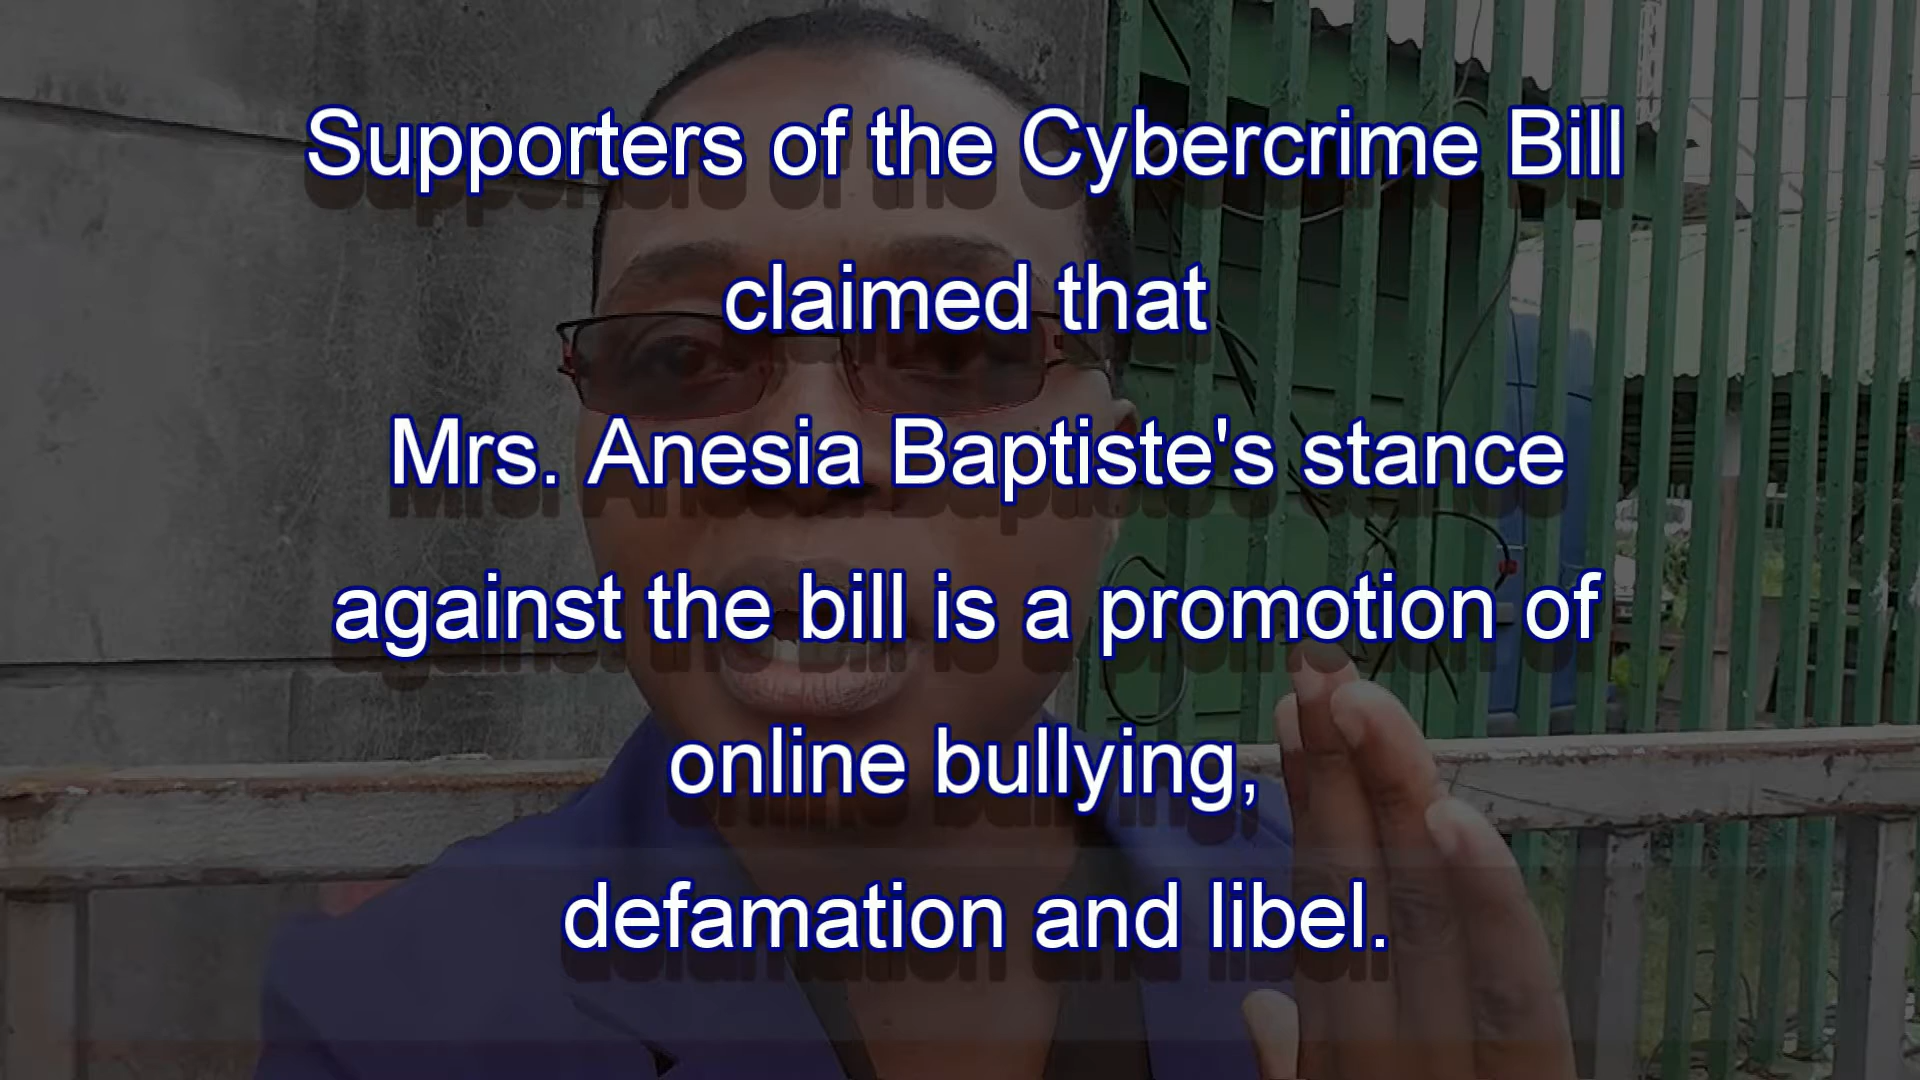 Supporters of the Cybercrime Bill
claimed that
Mrs. Anesia Baptiste's stance
against the bill is a promotion of
online bullying,
defamation and libel.